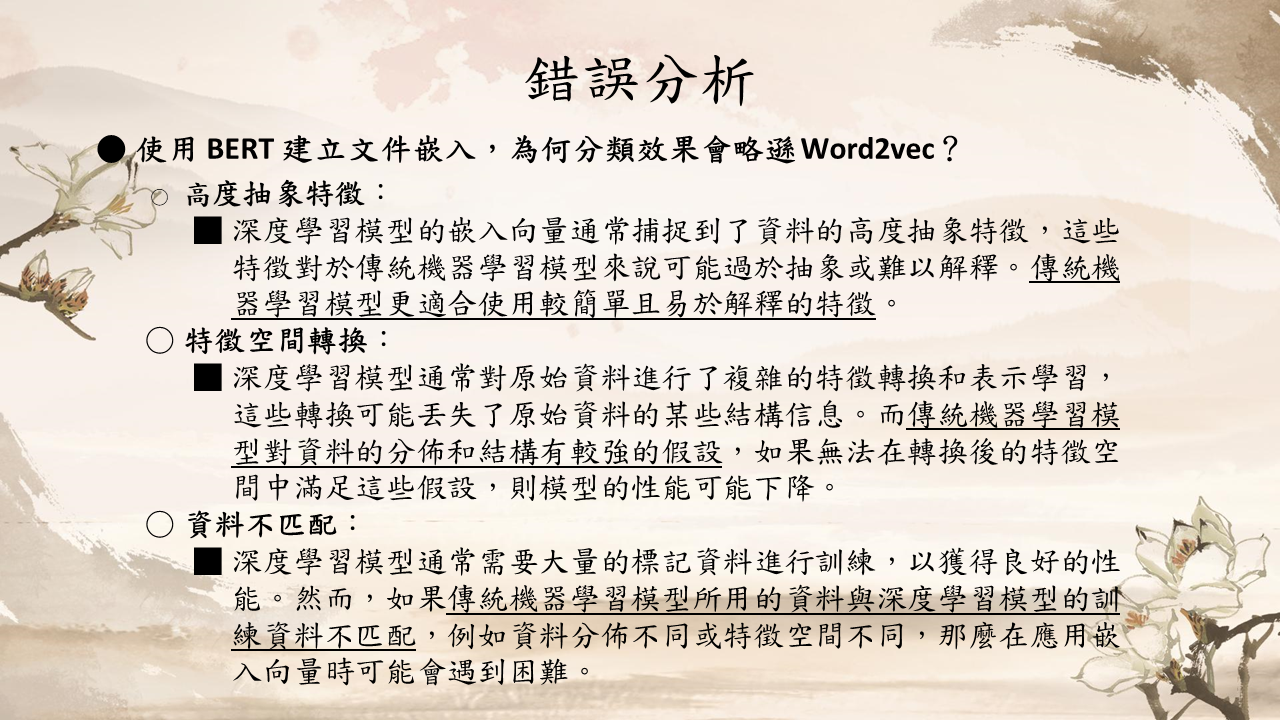 錯誤分析
● 使用 BERT 建立文件嵌入，為何分類效果會略遜 Word2vec？
○ 高度抽象特徵：
■ 深度學習模型的嵌入向量通常捕捉到了資料的高度抽象特徵，這些
特徵對於傳統機器學習模型來說可能過於抽象或難以解釋。傳統機
器學習模型更適合使用較簡單且易於解釋的特徵。
○ 特徵空間轉換：
■ 深度學習模型通常對原始資料進行了複雜的特徵轉換和表示學習，
這些轉換可能丟失了原始資料的某些結構信息。而傳統機器學習模
型對資料的分佈和結構有較強的假設，如果無法在轉換後的特徵空
間中滿足這些假設，則模型的性能可能下降。
○ 資料不匹配：
■ 深度學習模型通常需要大量的標記資料進行訓練，以獲得良好的性
能。然而，如果傳統機器學習模型所用的資料與深度學習模型的訓
練資料不匹配，例如資料分佈不同或特徵空間不同，那麼在應用嵌
入向量時可能會遇到困難。